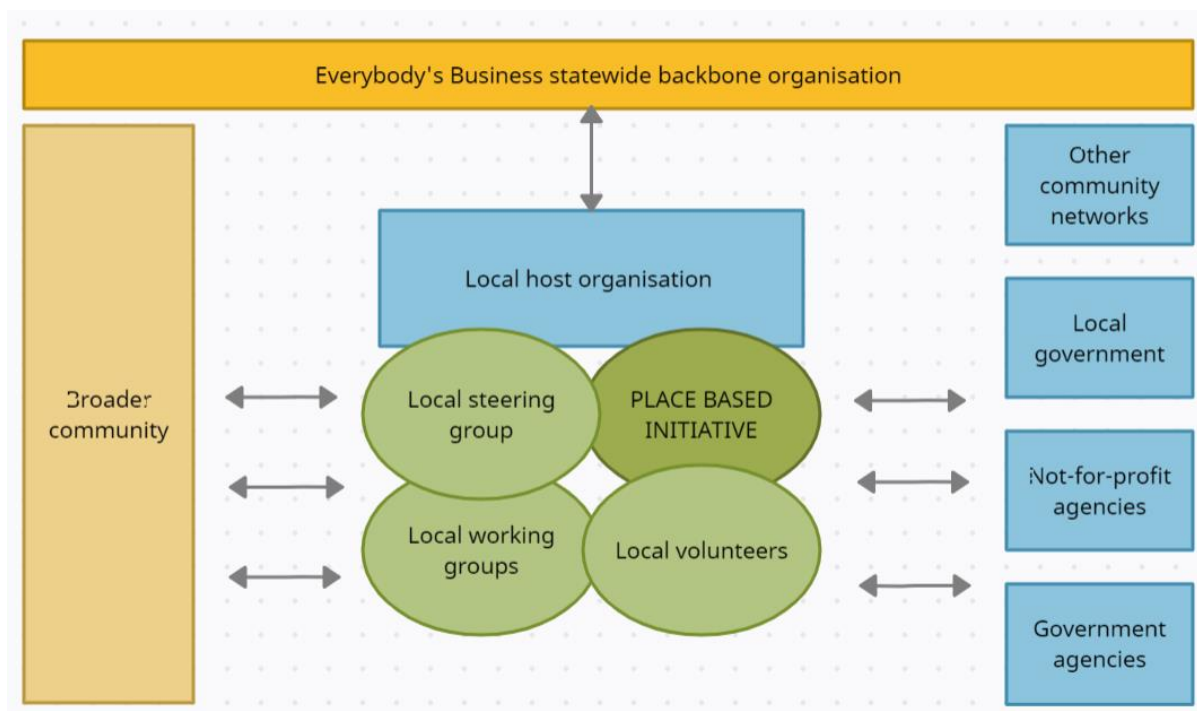 Everybody's Business statewide backbone organisation
Other
community
networks
Local host organisation
Local
government
Broader
community
Local steering
group
PLACE BASED
INITIATIVE
Not-for-profit
agencies
Local working
groups
Local volunteers
Government
agencies